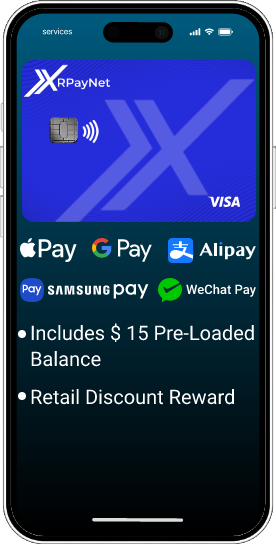 services
XRPayNet
VISA
Pay G Pay Alipay
Pay SAMSUNG pay WeChat Pay
Includes $ 15 Pre-Loaded
Balance
Retail Discount Reward